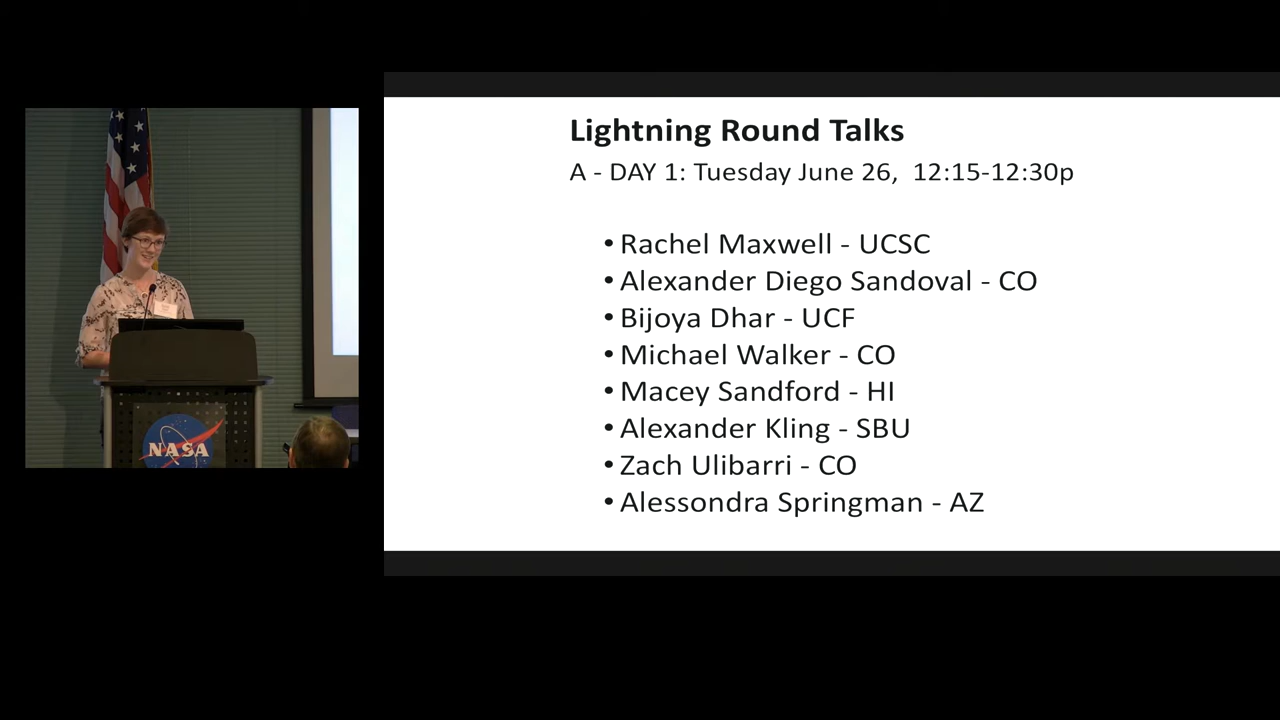 Lightning Round Talks
A - DAY 1: Tuesday June 26, 12:15-12:30p
• Rachel Maxwell - UCSC
• Alexander Diego Sandoval - CO
• Bijoya Dhar - UCF
• Michael Walker - CO
• Macey Sandford - HI
• Alexander Kling - SBU
• Zach Ulibarri - CO
• Alessondra Springman - AZ
NASA